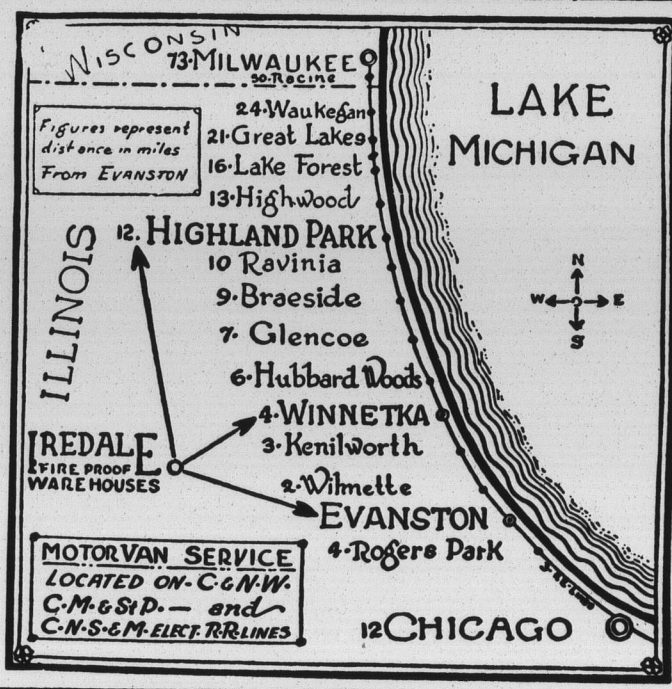 WISCONSIN
73·MILWAUKEE
50·Racine
24·Waukegan
21·Great Lakes
16·Lake Forest
13·Highwood
12. HIGHLAND PARK
10 Ravinia
9·Braeside
7· Glencoe
6·Hubbard Woods
4·WINNETKA
3·Kenilworth
2·Wilmette
EVANSTON
4·Rogers Park
12 CHICAGO
Figures represent
distance in miles
From EVANSTON
ILLINOIS
IREDALE
FIRE PROOF
WAREHOUSES
MOTOR VAN SERVICE
LOCATED ON· C&N.W.
C.M.& St P. — and
C·N·S·& M· ELECT. R·R· LINES
LAKE
MICHIGAN
N
W E
S